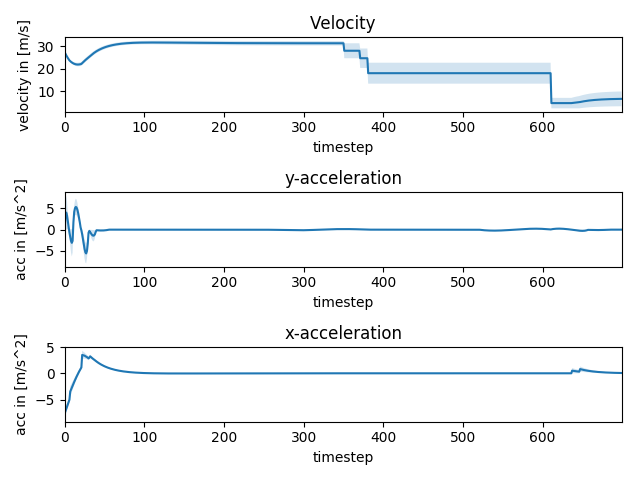 Velocity
velocity in [m/s]
30
20
10
0 100 200 300 400 500 600
timestep
y-acceleration
acc in [m/s^2]
5
0
−5
0 100 200 300 400 500 600
timestep
x-acceleration
acc in [m/s^2]
5
0
−5
0 100 200 300 400 500 600
timestep